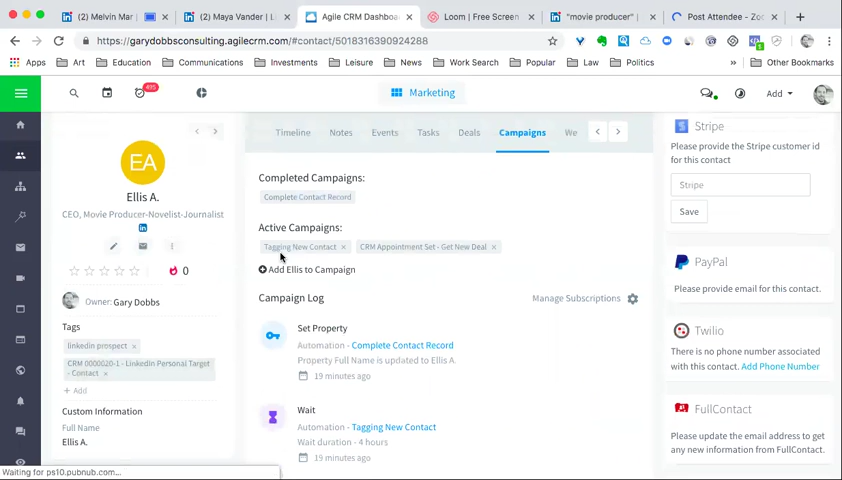 (2) Melvin Mar
(2) Maya Vander | L
Agile CRM Dashboa
Loom | Free Screen
"movie producer" |
Post Attendee - Zoo
https://garydobbsconsulting.agilecrm.com/#contact/5018316390924288
Apps
Art
Education
Communications
Investments
Leisure
News
Work Search
Popular
Law
Politics
»
Other Bookmarks
495
Marketing
Add
Timeline
Notes
Events
Tasks
Deals
Campaigns
We
EA
Ellis A.
CEO, Movie Producer-Novelist-Journalist
0
Owner: Gary Dobbs
Tags
linkedin prospect ×
CRM 0000020-1 - LinkedIn Personal Target
- Contact ×
+ Add
Custom Information
Full Name
Ellis A.
Completed Campaigns:
Complete Contact Record
Active Campaigns:
Tagging New Contact ×
CRM Appointment Set - Get New Deal ×
Add Ellis to Campaign
Campaign Log
Manage Subscriptions
Set Property
Automation - Complete Contact Record
Property Full Name is updated to Ellis A.
19 minutes ago
Wait
Automation - Tagging New Contact
Wait duration - 4 hours
19 minutes ago
Stripe
Please provide the Stripe customer id
for this contact
Stripe
Save
PayPal
Please provide email for this contact.
Twilio
There is no phone number associated
with this contact. Add Phone Number
FullContact
Please update the email address to get
any new information from FullContact.
Waiting for ps10.pubnub.com...